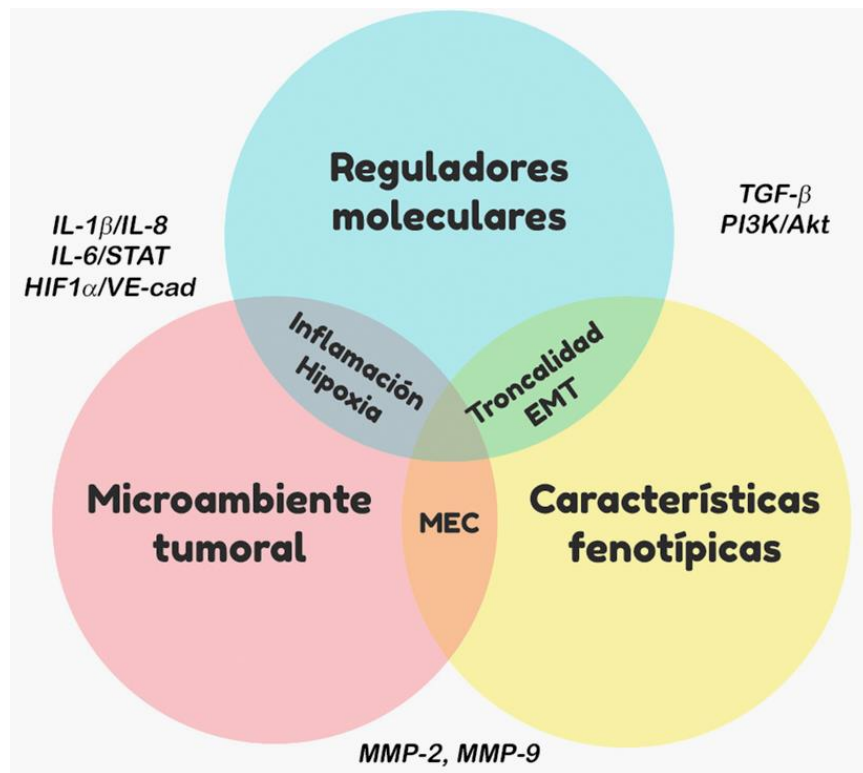 Reguladores
moleculares
IL-1β/IL-8
IL-6/STAT
HIF1α/VE-cad
TGF-β
PI3K/Akt
Inflamación
Hipoxia
Troncalidad
EMT
Microambiente
tumoral
MEC
Característísticas
fenotípicas
MMP-2, MMP-9